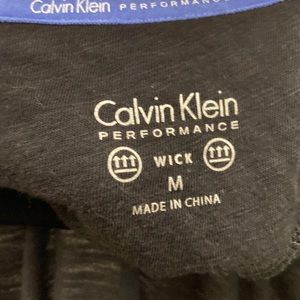 Calvin Klein PERFORMANCE
Calvin Klein
PERFORMANCE
WICK
M
MADE IN CHINA